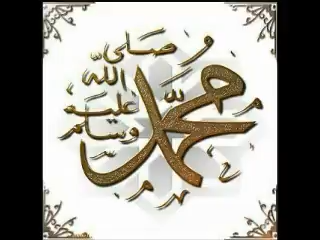 محمد
صلى
الله
عليه
وسلم